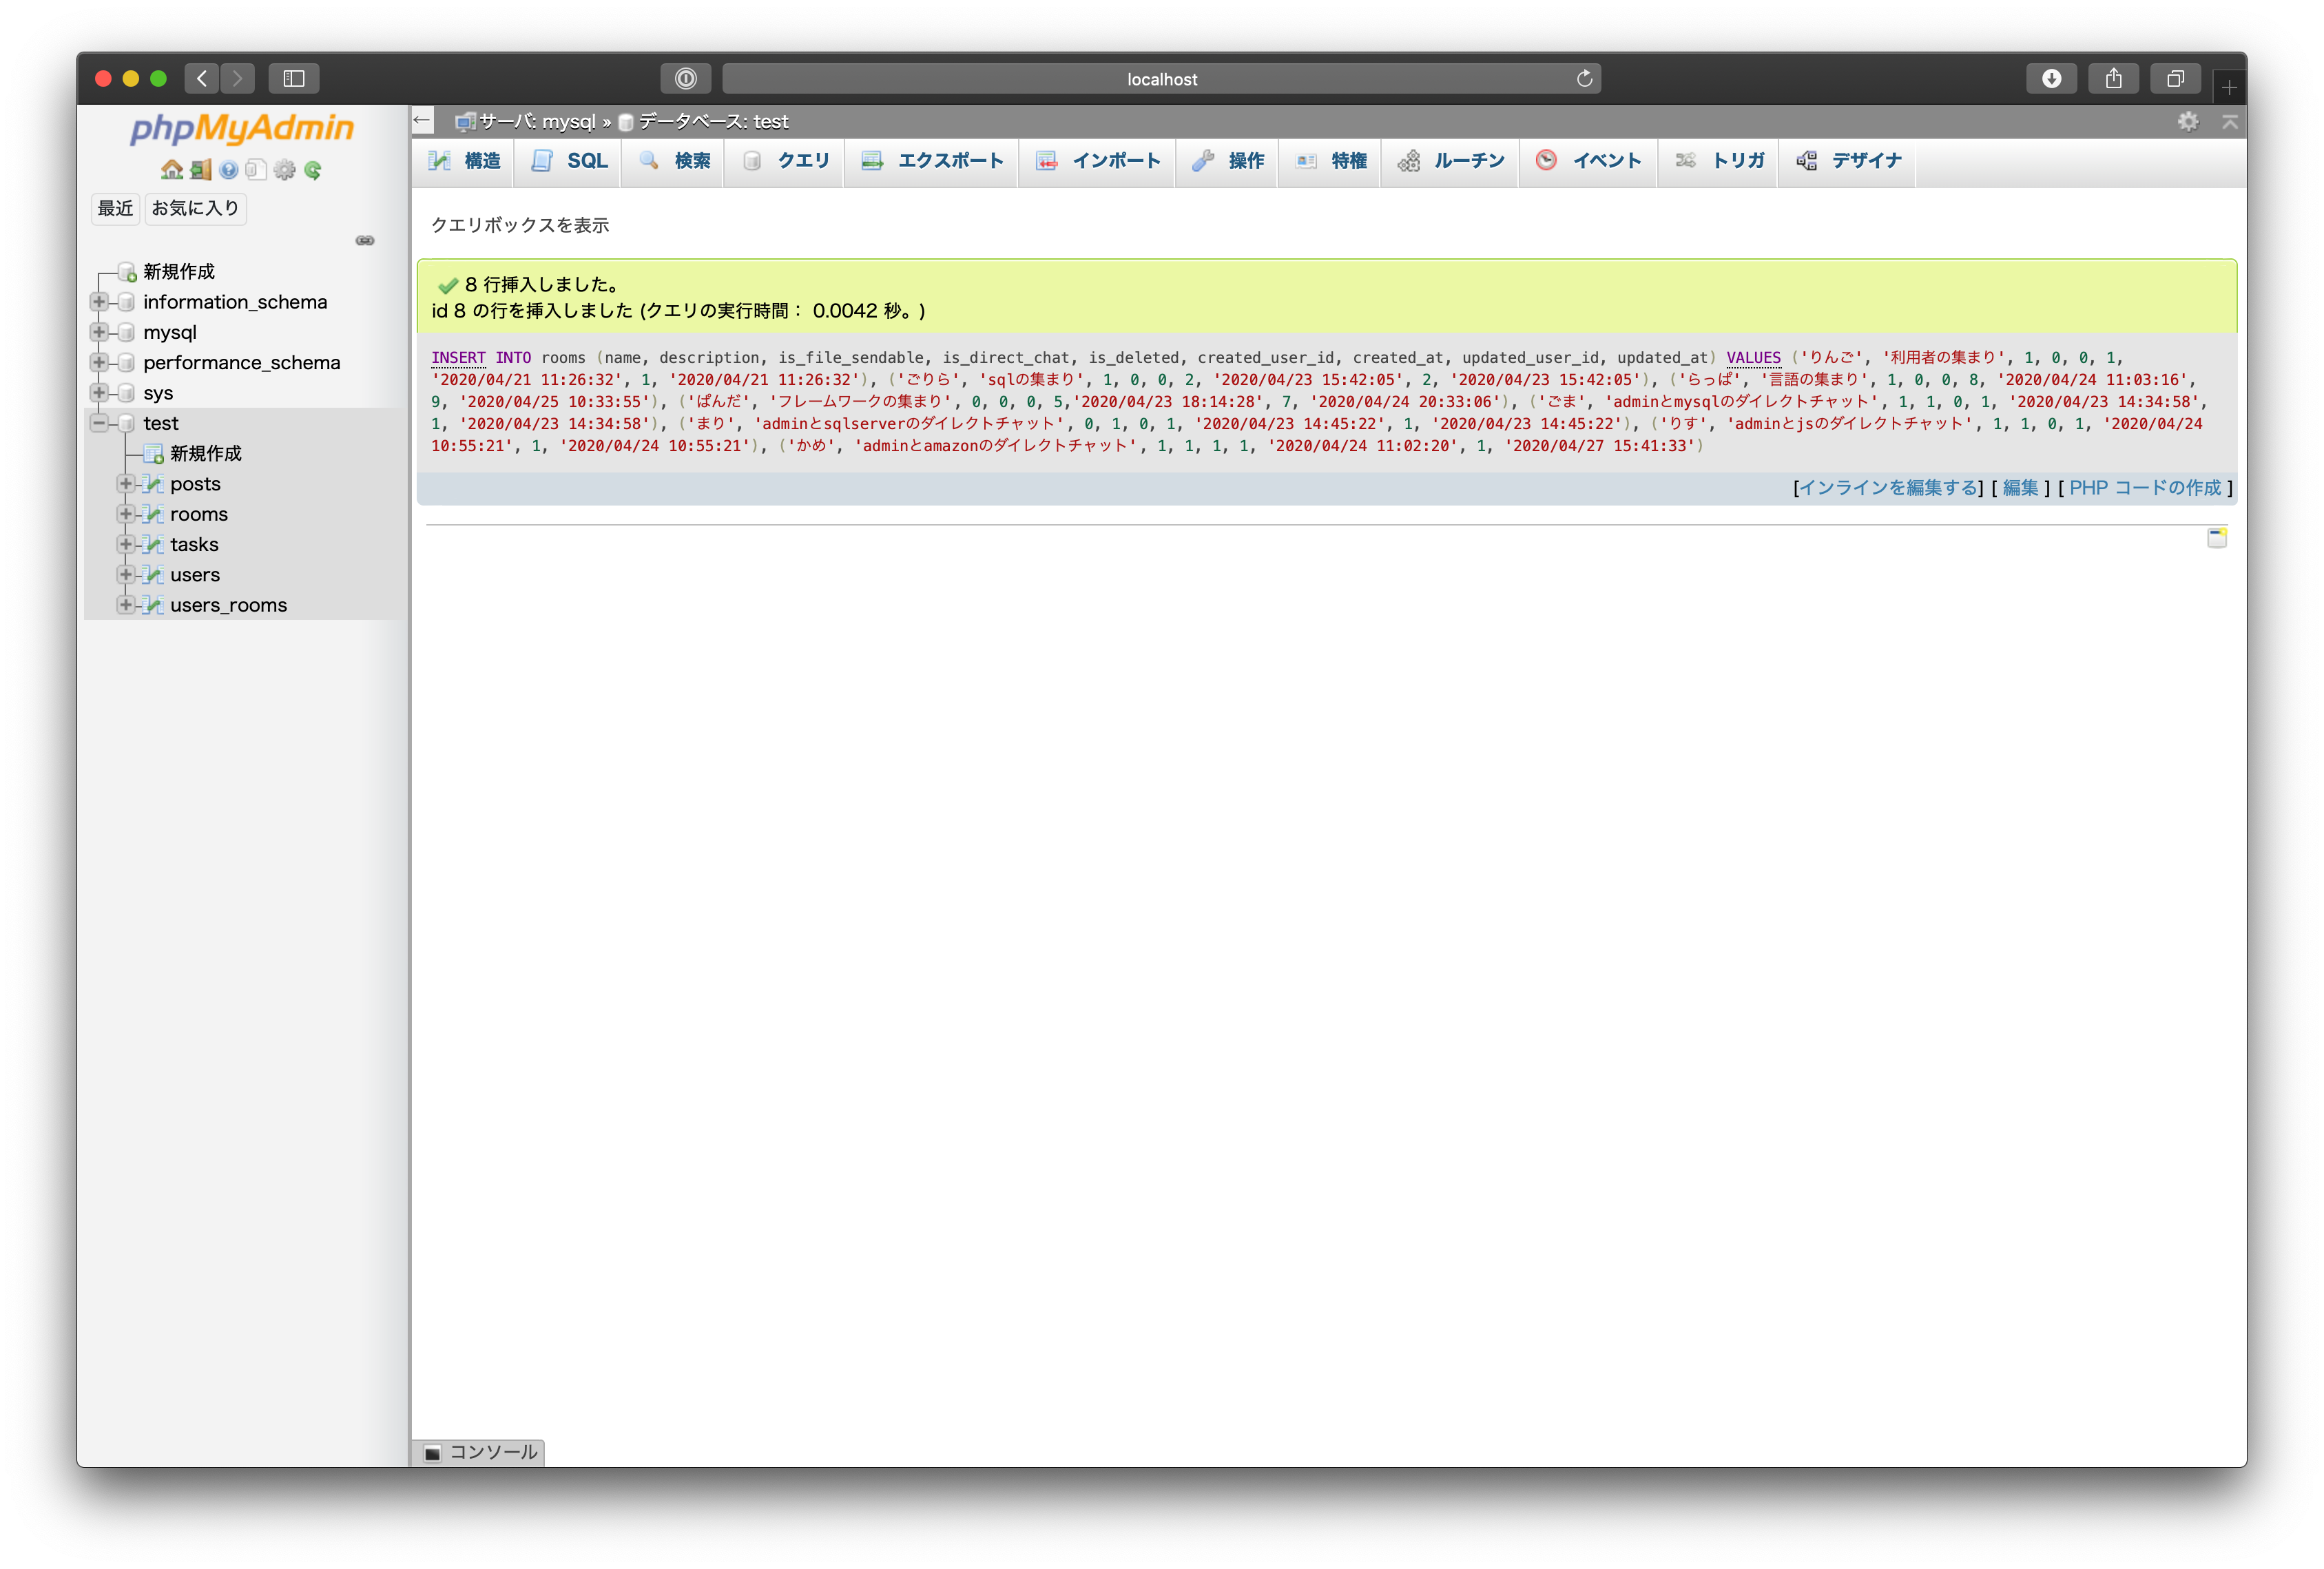 localhost
phpMyAdmin
最近 お気に入り
新規作成
information_schema
mysql
performance_schema
sys
test
新規作成
posts
rooms
tasks
users
users_rooms
サーバ: mysql » データベース: test
構造 SQL 検索 クエリ エクスポート インポート 操作 特権 ルーチン イベント トリガ デザイナ
クエリボックスを表示
8 行挿入しました。
id 8 の行を挿入しました (クエリの実行時間： 0.0042 秒。)
INSERT INTO rooms (name, description, is_file_sendable, is_direct_chat, is_deleted, created_user_id, created_at, updated_user_id, updated_at) VALUES ('りんご', '利用者の集まり', 1, 0, 0, 1,
'2020/04/21 11:26:32', 1, '2020/04/21 11:26:32'), ('ごりら', 'sqlの集まり', 1, 0, 0, 2, '2020/04/23 15:42:05', 2, '2020/04/23 15:42:05'), ('らっぱ', '言語の集まり', 1, 0, 0, 8, '2020/04/24 11:03:16',
9, '2020/04/25 10:33:55'), ('ぱんだ', 'フレームワークの集まり', 0, 0, 0, 5,'2020/04/23 18:14:28', 7, '2020/04/24 20:33:06'), ('ごま', 'adminとmysqlのダイレクトチャット', 1, 1, 0, 1, '2020/04/23 14:34:58',
1, '2020/04/23 14:34:58'), ('まり', 'adminとsqlserverのダイレクトチャット', 0, 1, 0, 1, '2020/04/23 14:45:22', 1, '2020/04/23 14:45:22'), ('りす', 'adminとjsのダイレクトチャット', 1, 1, 0, 1, '2020/04/24
10:55:21', 1, '2020/04/24 10:55:21'), ('かめ', 'adminとamazonのダイレクトチャット', 1, 1, 1, 1, '2020/04/24 11:02:20', 1, '2020/04/27 15:41:33')
[インラインを編集する] [ 編集 ] [ PHP コードの作成 ]
コンソール